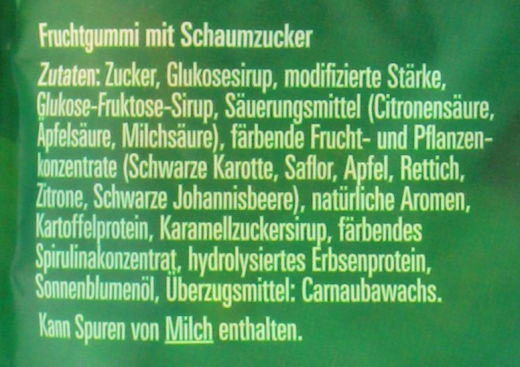 Fruchtgummi mit Schaumzucker
Zutaten: Zucker, Glukosesirup, modifizierte Stärke,
Glukose-Fruktose-Sirup, Säuerungsmittel (Citronensäure,
Äpfelsäure, Milchsäure), färbende Frucht- und Pflanzen-
konzentrate (Schwarze Karotte, Saflor, Apfel, Rettich,
Zitrone, Schwarze Johannisbeere), natürliche Aromen,
Kartoffelprotein, Karamellzuckersirup, färbendes
Spirulinakonzentrat, hydrolysiertes Erbsenprotein,
Sonnenblumenöl, Überzugsmittel: Carnaubawachs.
Kann Spuren von Milch enthalten.